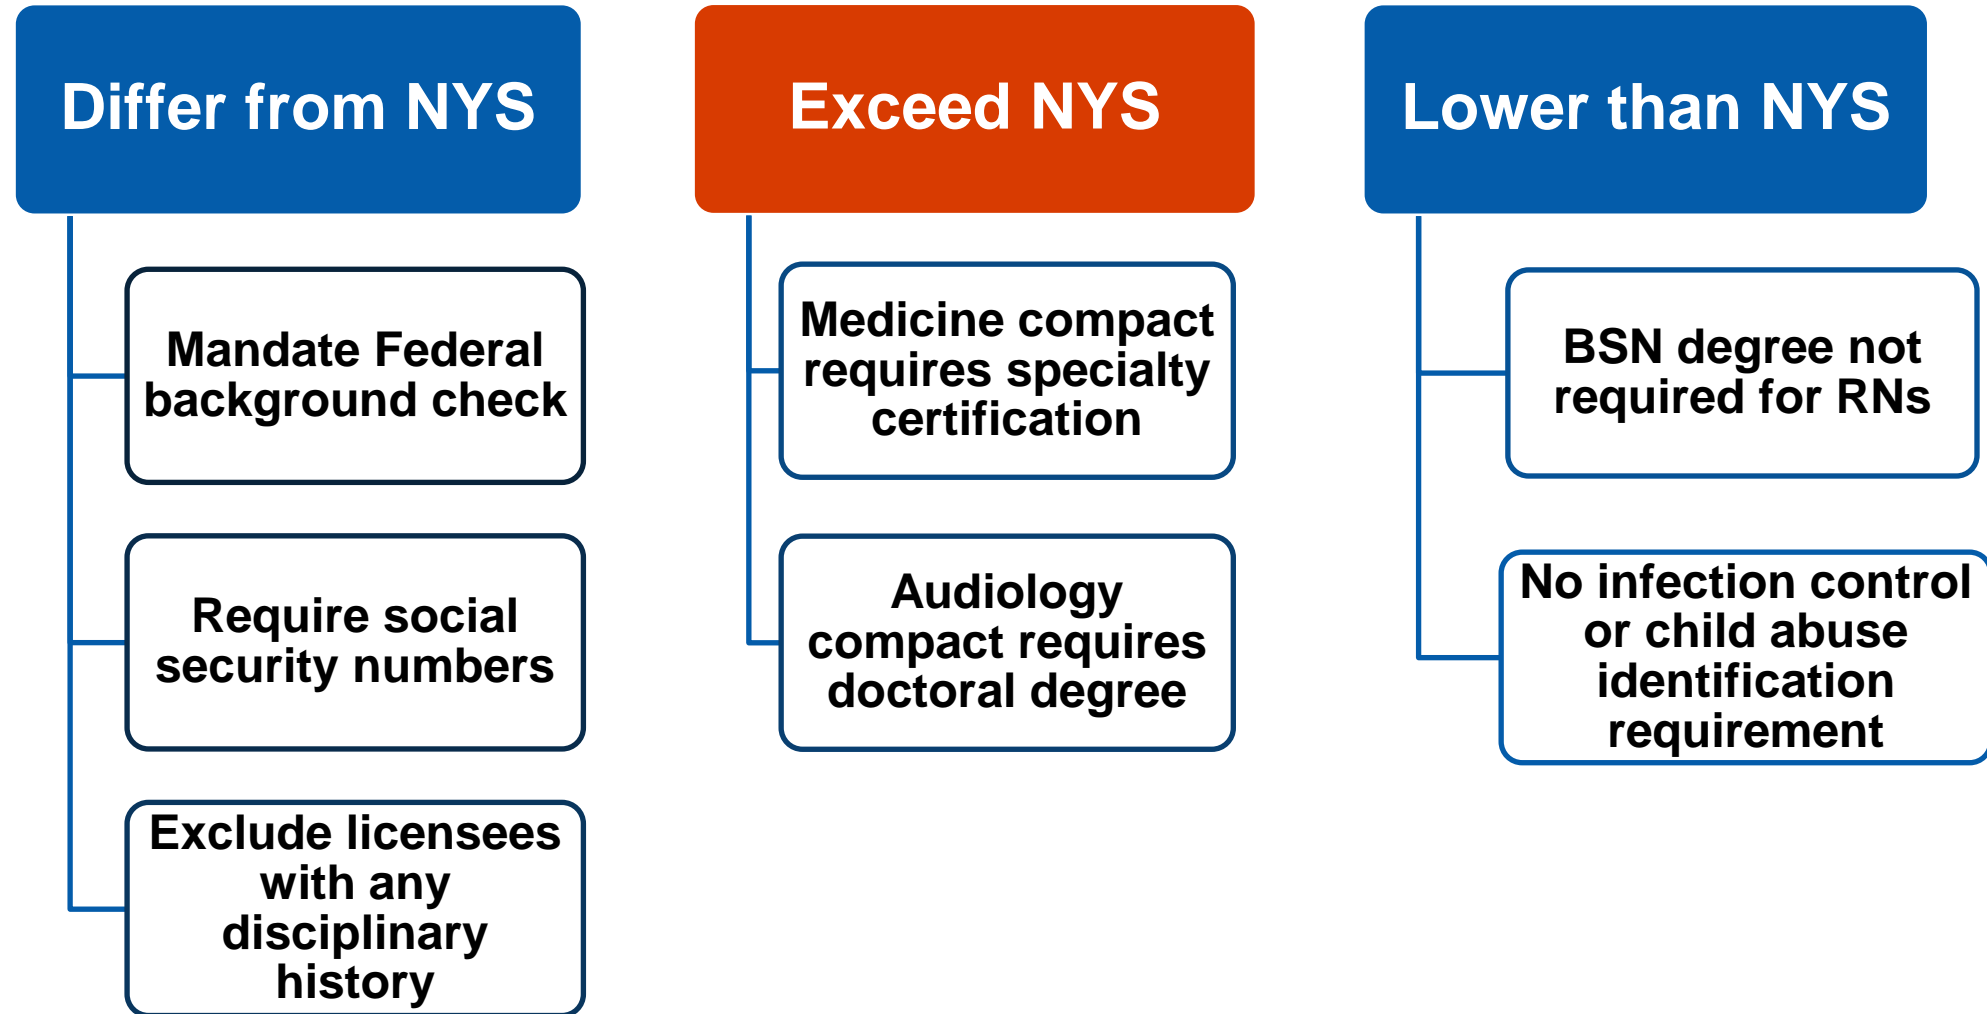 Differ from NYS
Mandate Federal
background check
Require social
security numbers
Exclude licensees
with any
disciplinary
history
Exceed NYS
Medicine compact
requires specialty
certification
Audiology
compact requires
doctoral degree
Lower than NYS
BSN degree not
required for RNs
No infection control
or child abuse
identification
requirement